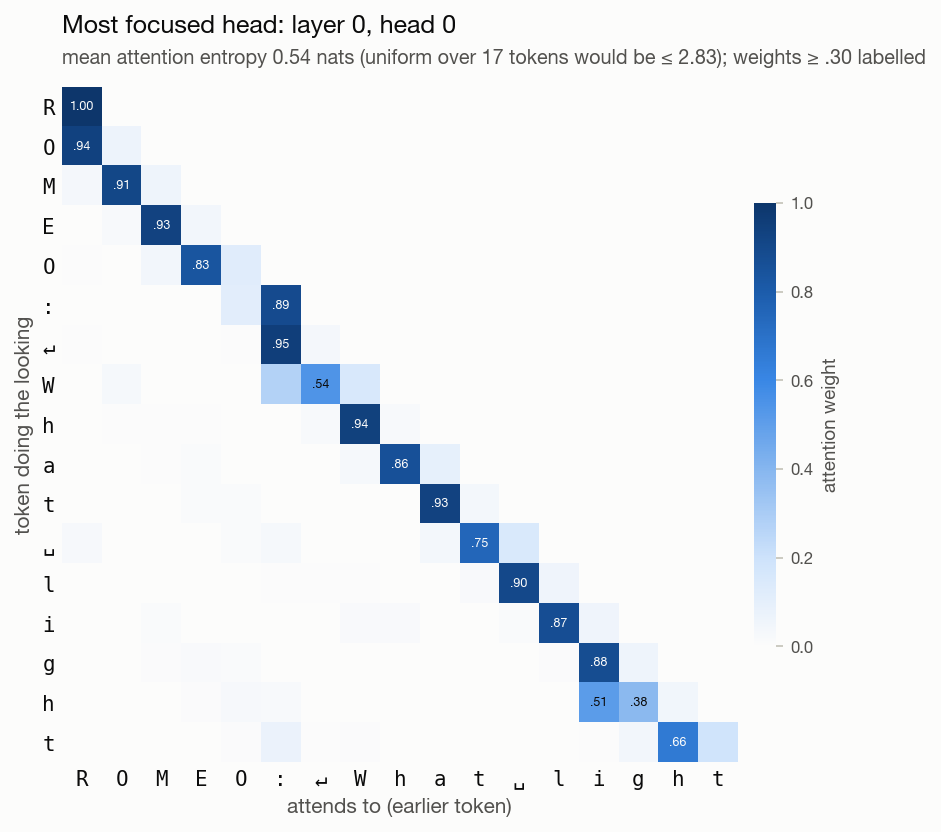 Most focused head: layer 0, head 0
mean attention entropy 0.54 nats (uniform over 17 tokens would be ≤ 2.83); weights ≥ .30 labelled
R 1.00
O .94
M .91
E .93
O .83
: .89
↵ .95
W .54
h .94
a .86
t .93
␣ .75
l .90
i .87
g .88
h .51 .38
t .66
R O M E O : ↵ W h a t ␣ l i g h t
attends to (earlier token)
token doing the looking
1.0
0.8
0.6
0.4
0.2
0.0
attention weight